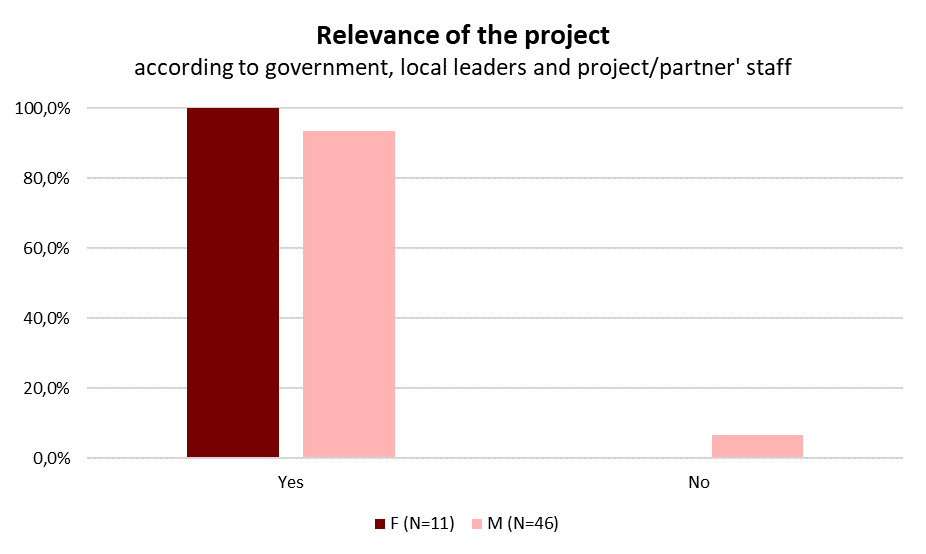 Relevance of the project
according to government, local leaders and project/partner' staff
100,0%
80,0%
60,0%
40,0%
20,0%
0,0%
Yes
No
F (N=11)
M (N=46)